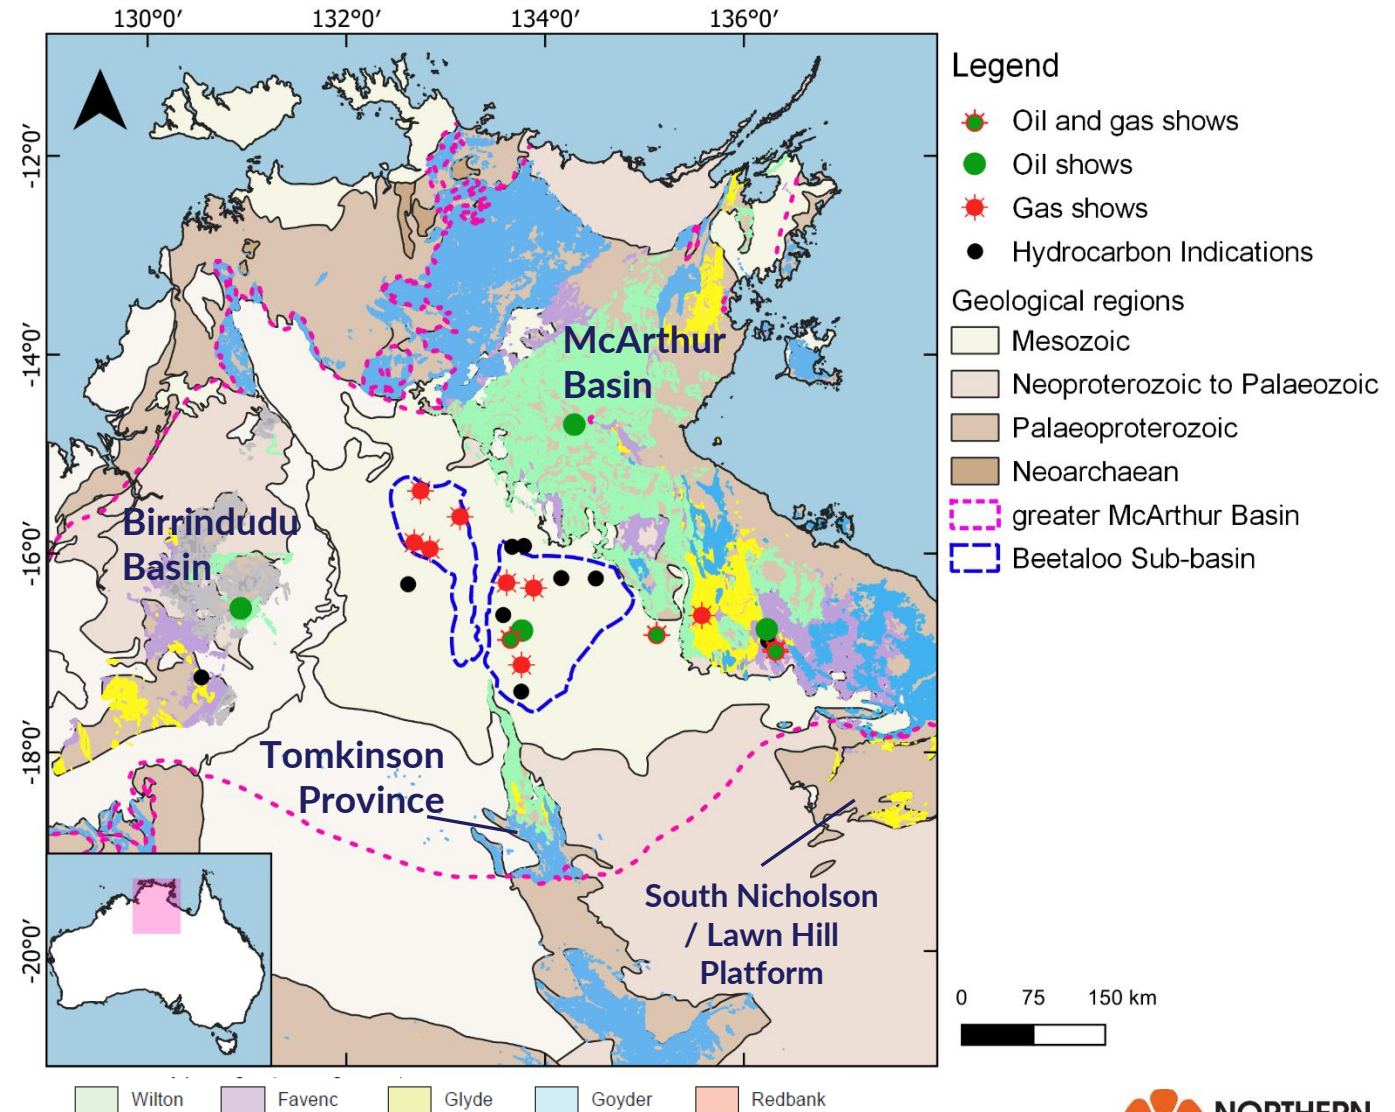 130°0′ 132°0′ 134°0′ 136°0′
-12°0′
-14°0′
-16°0′
-18°0′
-20°0′
McArthur
Basin
Birrindudu
Basin
Tomkinson
Province
South Nicholson
/ Lawn Hill
Platform
Legend
Oil and gas shows
Oil shows
Gas shows
Hydrocarbon Indications
Geological regions
Mesozoic
Neoproterozoic to Palaeozoic
Palaeoproterozoic
Neoarchaean
greater McArthur Basin
Beetaloo Sub-basin
0 75 150 km
Wilton Favenc Glyde Goyder Redbank
NORTHERN